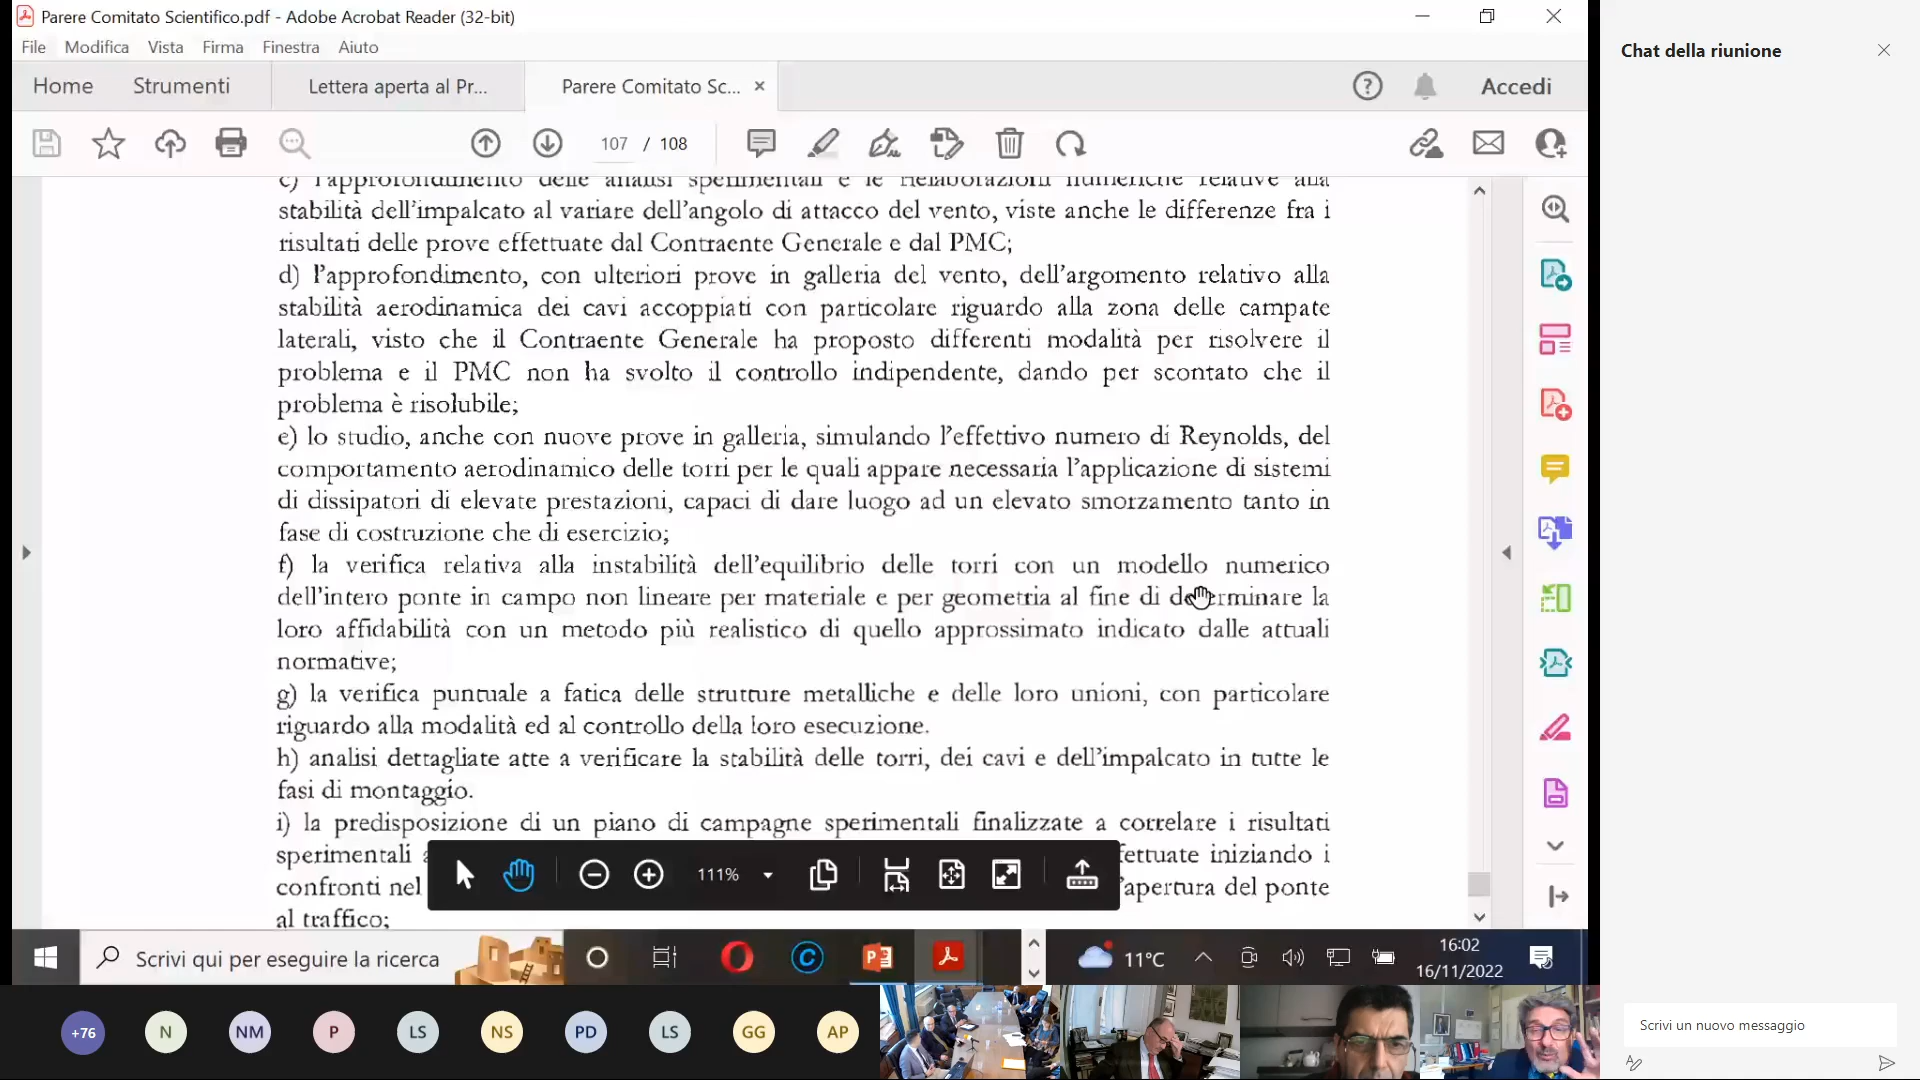 Parere Comitato Scientifico.pdf - Adobe Acrobat Reader (32-bit)
File Modifica Vista Firma Finestra Aiuto
Home Strumenti Lettera aperta al Pr... Parere Comitato Sc... × Accedi
107 / 108
c) l'approfondimento delle analisi sperimentali e le rielaborazioni numeriche relative alla
stabilità dell'impalcato al variare dell'angolo di attacco del vento, viste anche le differenze fra i
risultati delle prove effettuate dal Contraente Generale e dal PMC;
d) l'approfondimento, con ulteriori prove in galleria del vento, dell'argomento relativo alla
stabilità aerodinamica dei cavi accoppiati con particolare riguardo alla zona delle campate
laterali, visto che il Contraente Generale ha proposto differenti modalità per risolvere il
problema e il PMC non ha svolto il controllo indipendente, dando per scontato che il
problema è risolubile;
e) lo studio, anche con nuove prove in galleria, simulando l'effettivo numero di Reynolds, del
comportamento aerodinamico delle torri per le quali appare necessaria l'applicazione di sistemi
di dissipatori di elevate prestazioni, capaci di dare luogo ad un elevato smorzamento tanto in
fase di costruzione che di esercizio;
f) la verifica relativa alla instabilità dell'equilibrio delle torri con un modello numerico
dell'intero ponte in campo non lineare per materiale e per geometria al fine di determinare la
loro affidabilità con un metodo più realistico di quello approssimato indicato dalle attuali
normative;
g) la verifica puntuale a fatica delle strutture metalliche e delle loro unioni, con particolare
riguardo alla modalità ed al controllo della loro esecuzione.
h) analisi dettagliate atte a verificare la stabilità delle torri, dei cavi e dell'impalcato in tutte le
fasi di montaggio.
i) la predisposizione di un piano di campagne sperimentali finalizzate a correlare i risultati
sperimentali fettuate iniziando i
confronti nel 'apertura del ponte
al traffico;
111%
Scrivi qui per eseguire la ricerca
11°C
16:02
16/11/2022
+76 N NM P LS NS PD LS GG AP
Chat della riunione
Scrivi un nuovo messaggio